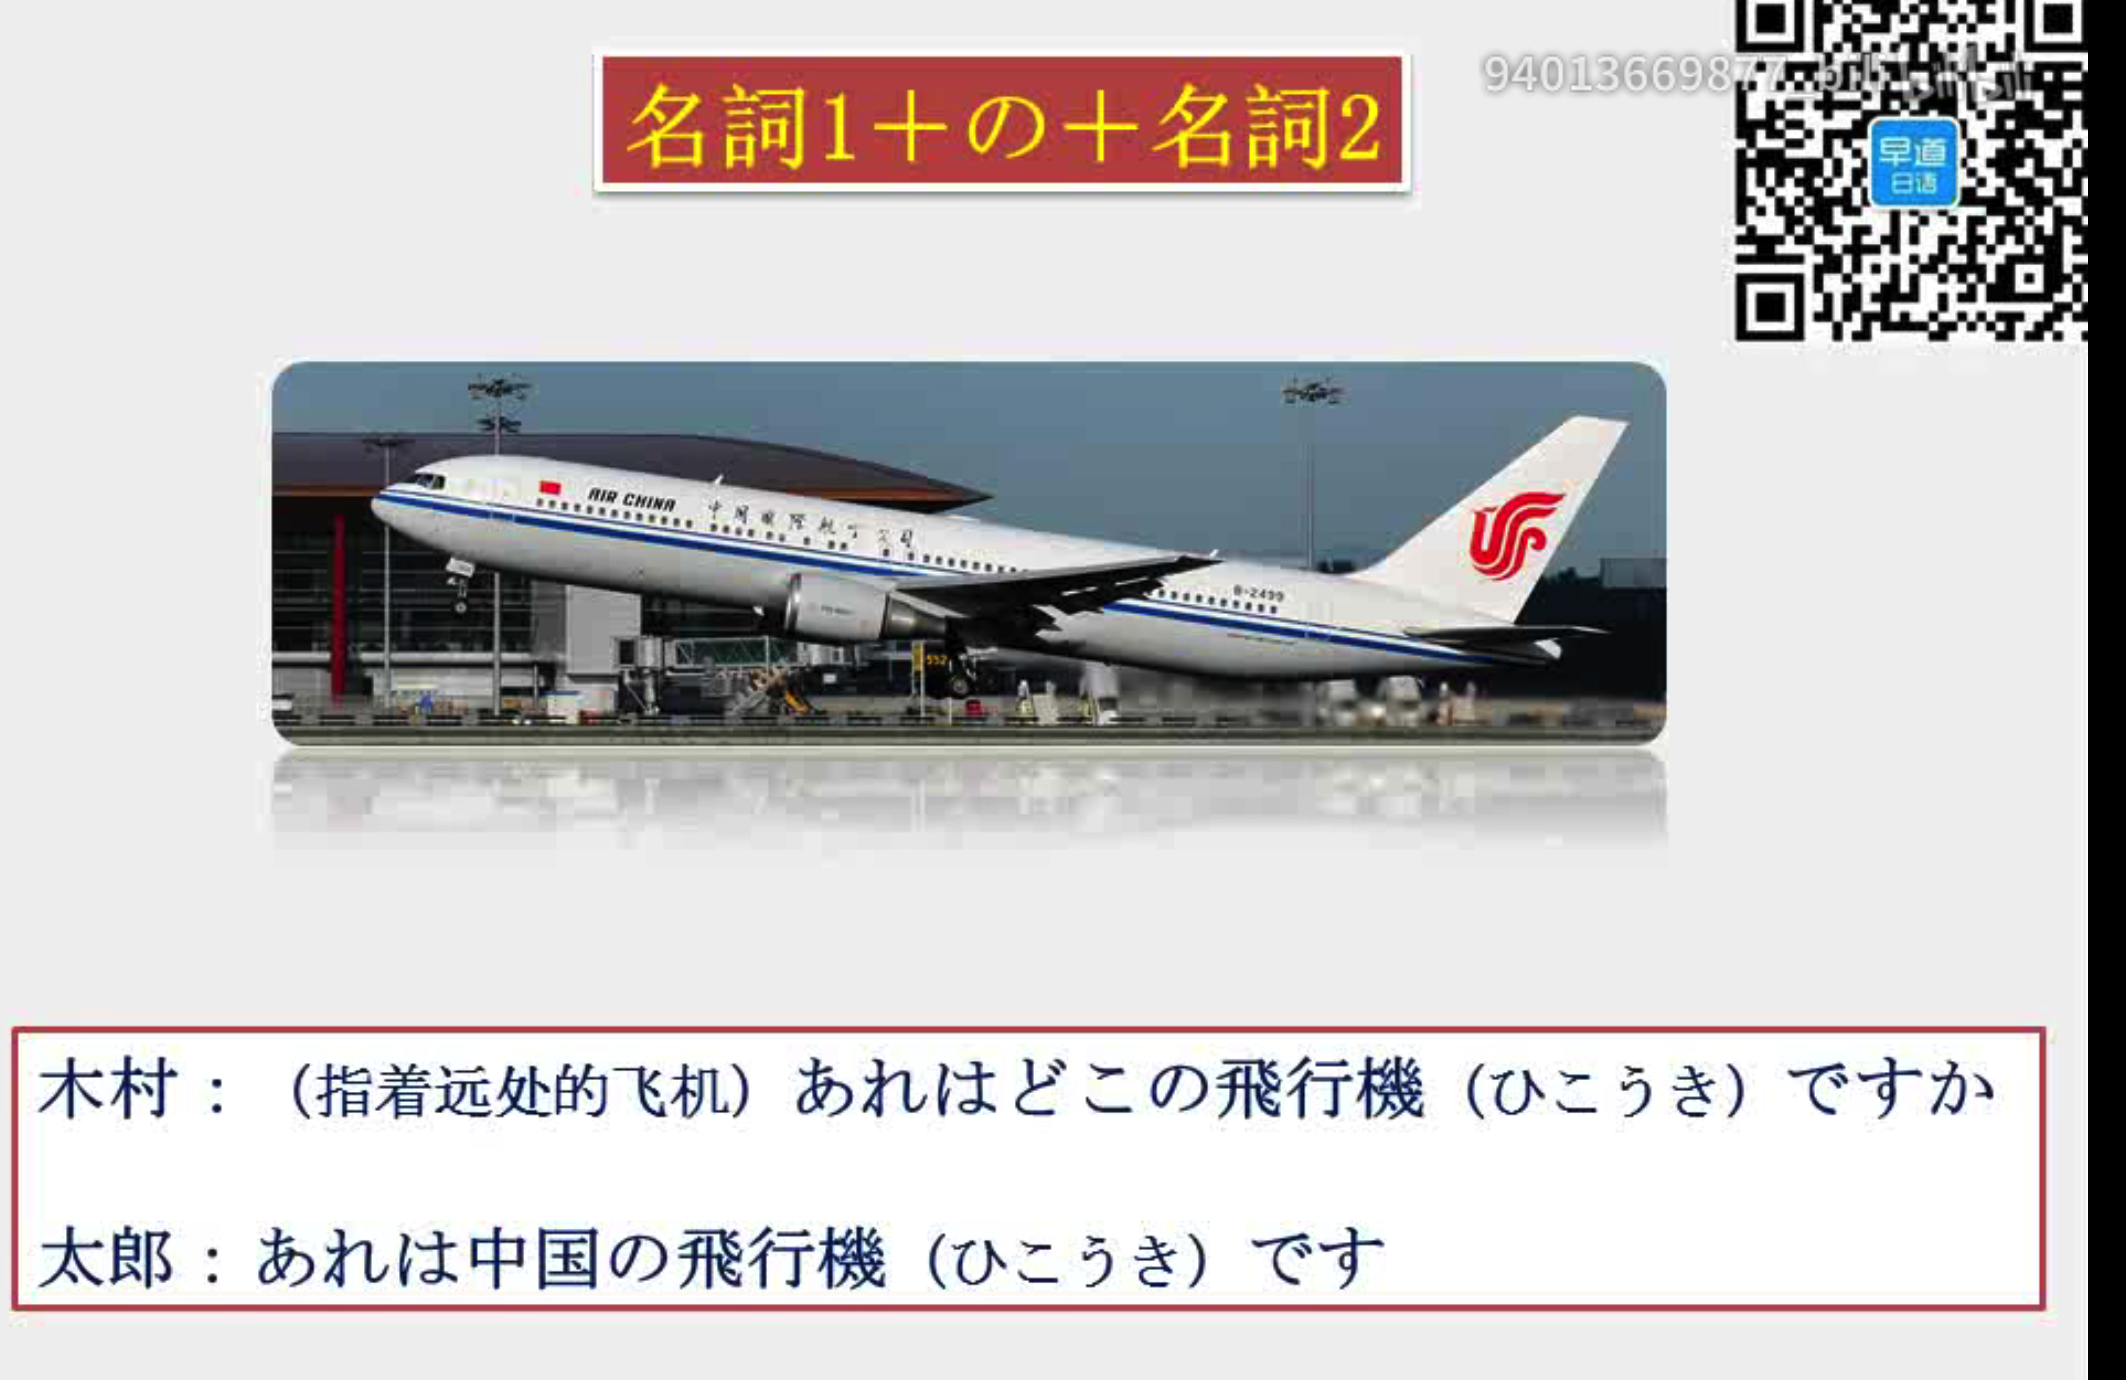 94013669877_bili
名詞1＋の＋名詞2
早道
日语
AIR CHINA 中国国际航空公司
B-2499
552
木村：（指着远处的飞机）あれはどこの飛行機（ひこうき）ですか
太郎：あれは中国の飛行機（ひこうき）です